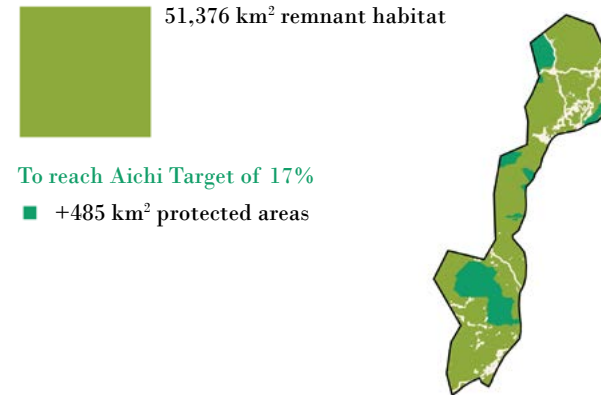 51,376 km² remnant habitat
To reach Aichi Target of 17%
+485 km² protected areas